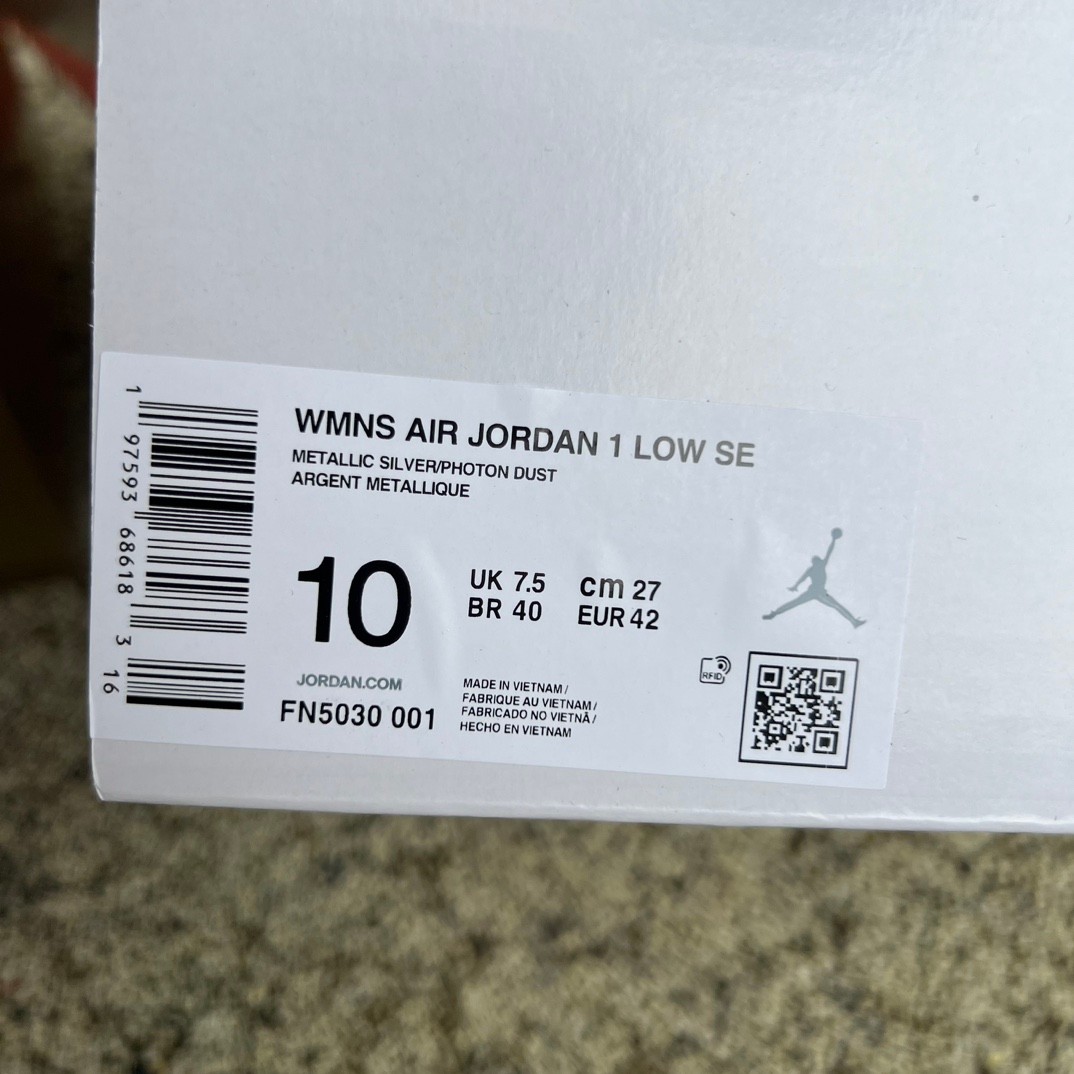 WMNS AIR JORDAN 1 LOW SE
METALLIC SILVER/PHOTON DUST
ARGENT METALLIQUE
10
UK 7.5 cm 27
BR 40 EUR 42
JORDAN.COM
FN5030 001
MADE IN VIETNAM /
FABRIQUE AU VIETNAM /
FABRICADO NO VIETNÃ /
HECHO EN VIETNAM
RFID
1 97593 68618 3 16